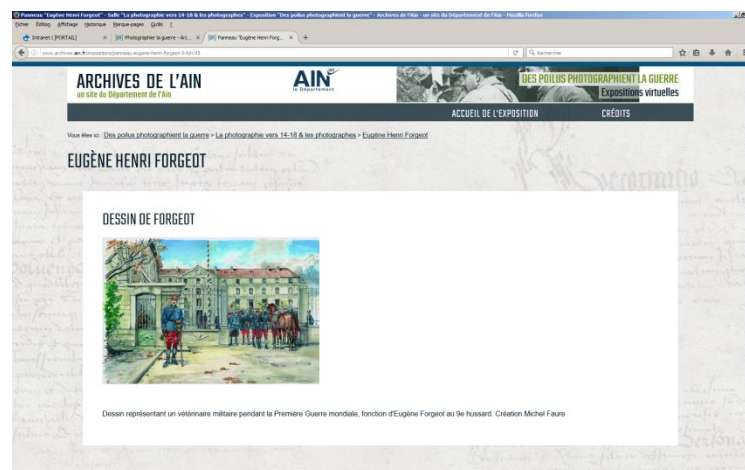 Panneau "Eugène Henri Forgeot" - Salle "La photographie vers 14-18 & les photographes" - Exposition "Des poilus photographient la guerre" - Archives de l'Ain - un site du Département de l'Ain - Mozilla Firefox
Fichier Édition Affichage Historique Marque-pages Outils ?
Intranet | [PORTAIL] × Photographier la guerre - Arc... × Panneau "Eugène Henri Forg... × +
Rechercher
ARCHIVES DE L'AIN
un site du Département de l'Ain
AIN
le Département
DES POILUS PHOTOGRAPHIENT LA GUERRE
Expositions virtuelles
ACCUEIL DE L'EXPOSITION CRÉDITS
Vous êtes ici : Des poilus photographient la guerre > La photographie vers 14-18 & les photographes > Eugène Henri Forgeot
EUGÈNE HENRI FORGEOT
DESSIN DE FORGEOT
Dessin représentant un vétérinaire militaire pendant la Première Guerre mondiale, fonction d'Eugène Forgeot au 9e hussard. Création Michel Faure